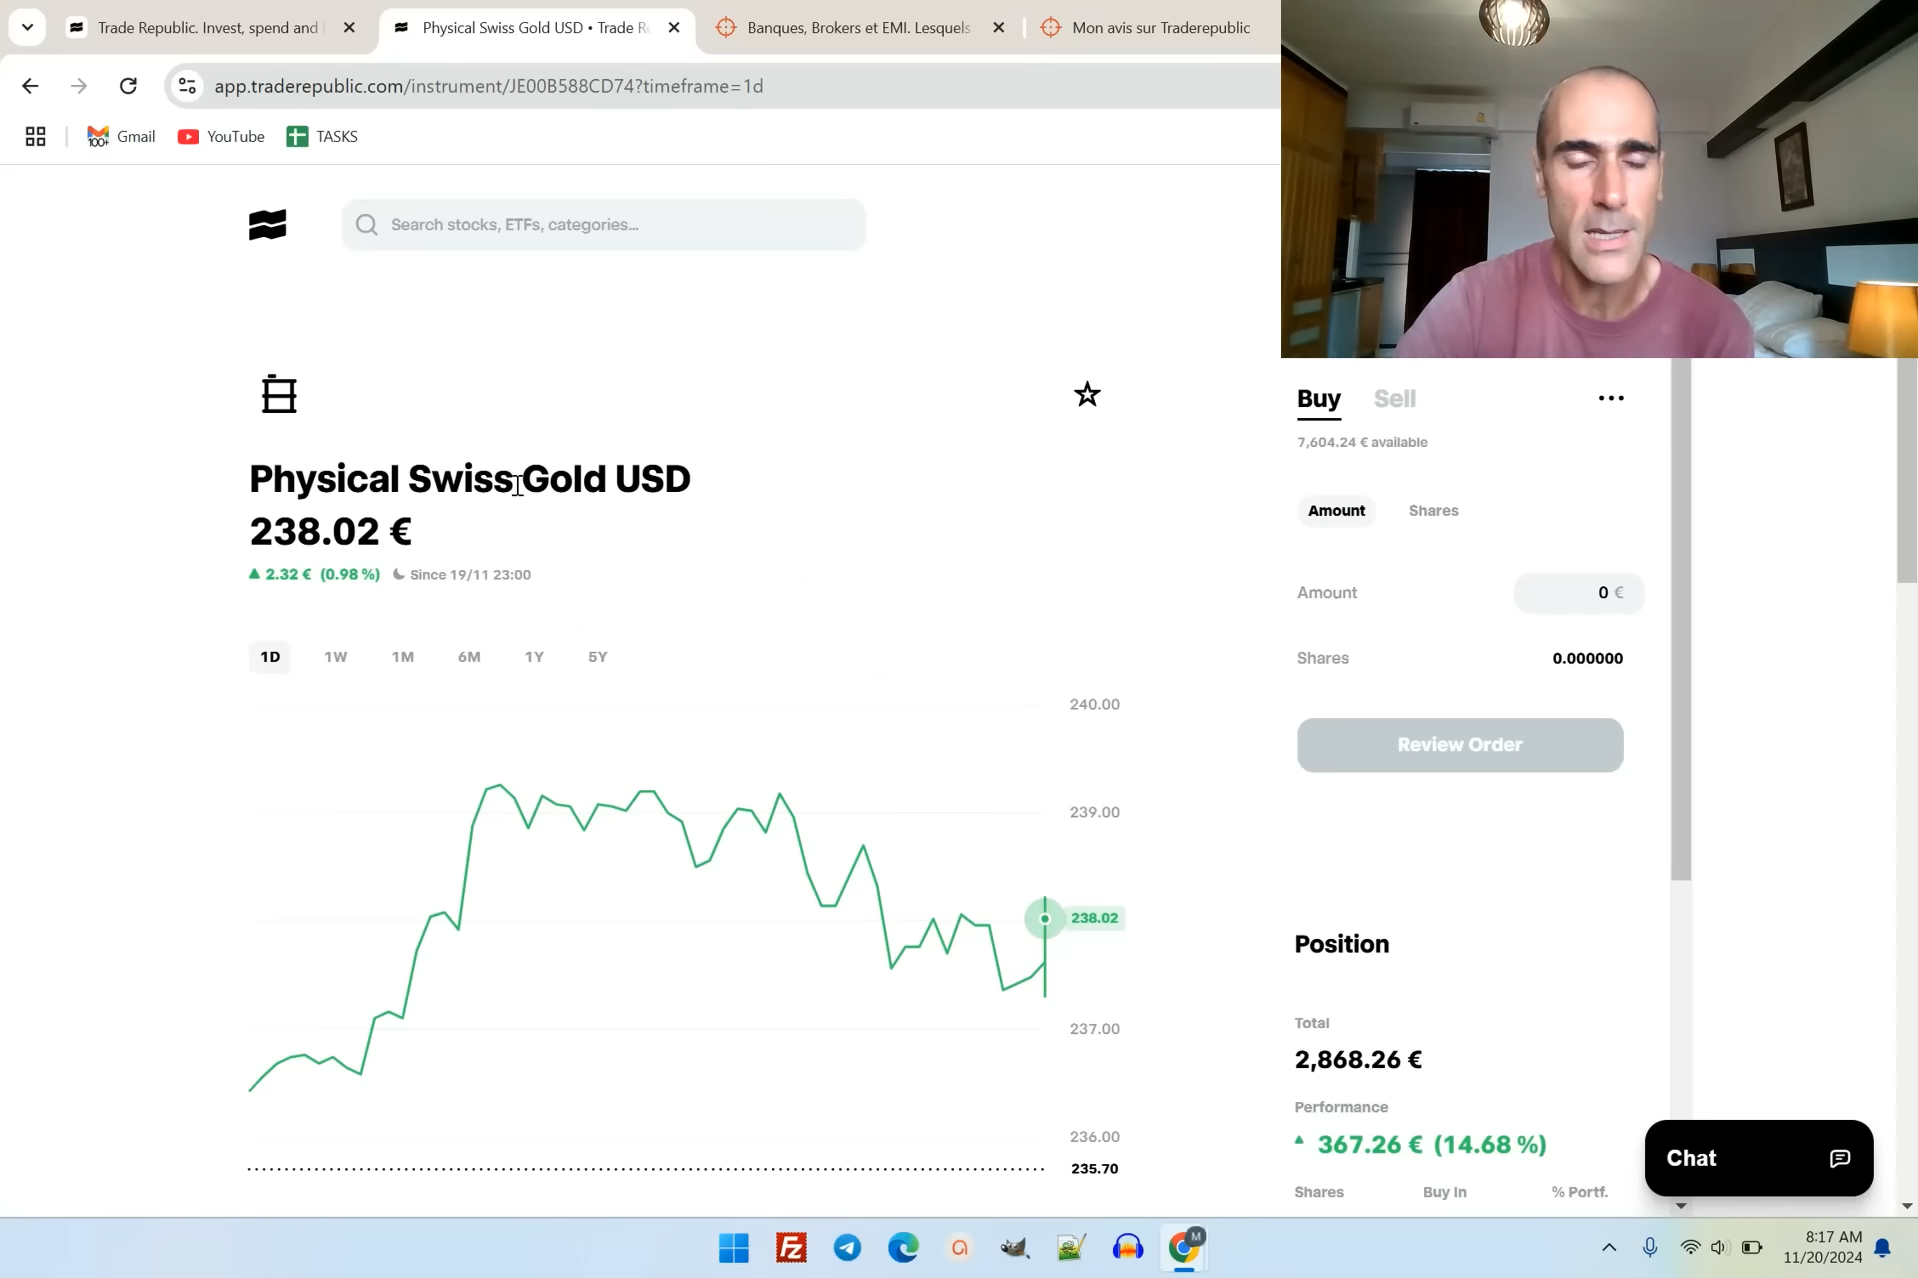 Trade Republic. Invest, spend and
Physical Swiss Gold USD • Trade Re
Banques, Brokers et EMI. Lesquels
Mon avis sur Traderepublic
app.traderepublic.com/instrument/JE00B588CD74?timeframe=1d
100+
Gmail
YouTube
TASKS
Search stocks, ETFs, categories...
Physical Swiss Gold USD
238.02 €
2.32 € (0.98 %) Since 19/11 23:00
1D 1W 1M 6M 1Y 5Y
240.00
239.00
238.02
237.00
236.00
235.70
Buy Sell
7,604.24 € available
Amount Shares
Amount 0 €
Shares 0.000000
Review Order
Position
Total
2,868.26 €
Performance
367.26 € (14.68 %)
Shares Buy In % Portf.
Chat
Fz
M
8:17 AM
11/20/2024